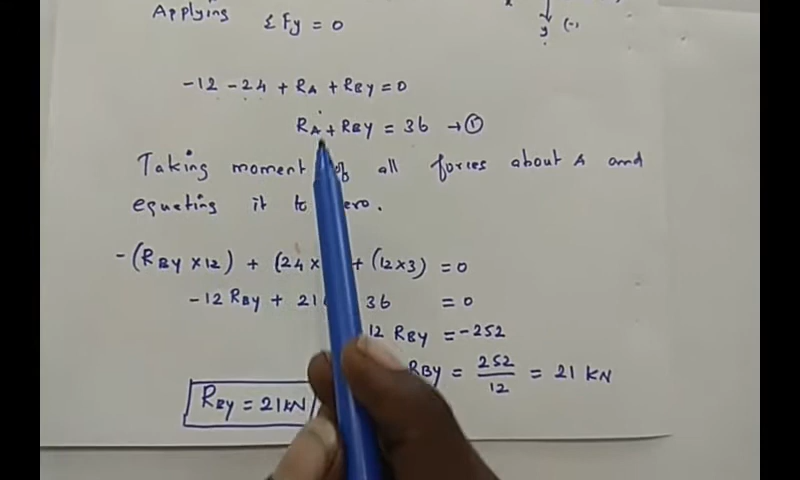 Applying ΣFy = 0
y (-)
-12 - 24 + RA + RBY = 0
RA + RBY = 36 → ①
Taking moment of all forces about A and
equating it to zero.
-(RBY × 12) + (24 × + (12 × 3) = 0
-12 RBY + 21 36 = 0
12 RBY = -252
RBY = 252/12 = 21 KN
RBY = 21 KN